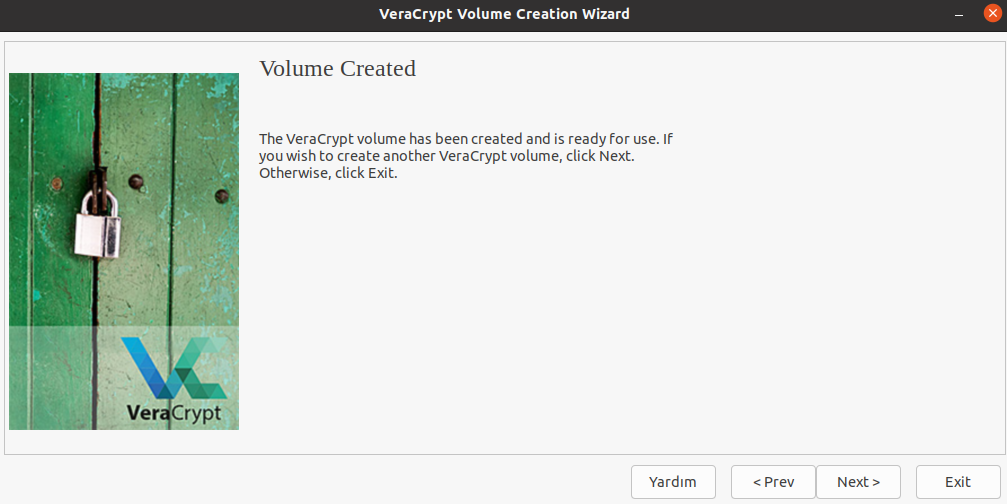 VeraCrypt Volume Creation Wizard
Volume Created
The VeraCrypt volume has been created and is ready for use. If
you wish to create another VeraCrypt volume, click Next.
Otherwise, click Exit.
VeraCrypt
Yardım
< Prev
Next >
Exit